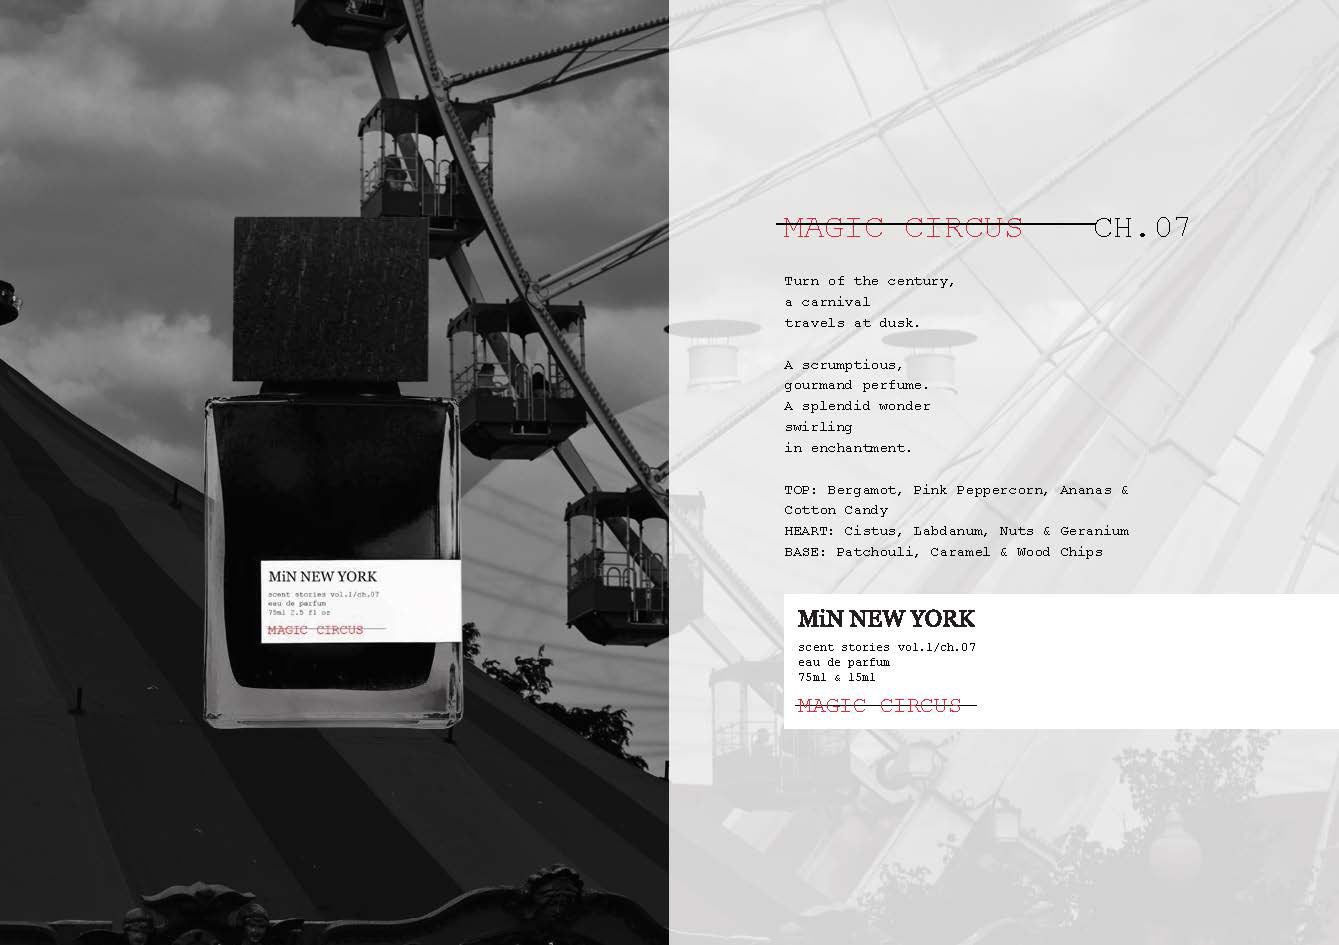 MiN NEW YORK
scent stories vol.1/ch.07
eau de parfum
75ml 2.5 fl oz
MAGIC CIRCUS
MAGIC CIRCUS CH.07
Turn of the century,
a carnival
travels at dusk.
A scrumptious,
gourmand perfume.
A splendid wonder
swirling
in enchantment.
TOP: Bergamot, Pink Peppercorn, Ananas &
Cotton Candy
HEART: Cistus, Labdanum, Nuts & Geranium
BASE: Patchouli, Caramel & Wood Chips
MiN NEW YORK
scent stories vol.1/ch.07
eau de parfum
75ml & 15ml
MAGIC CIRCUS